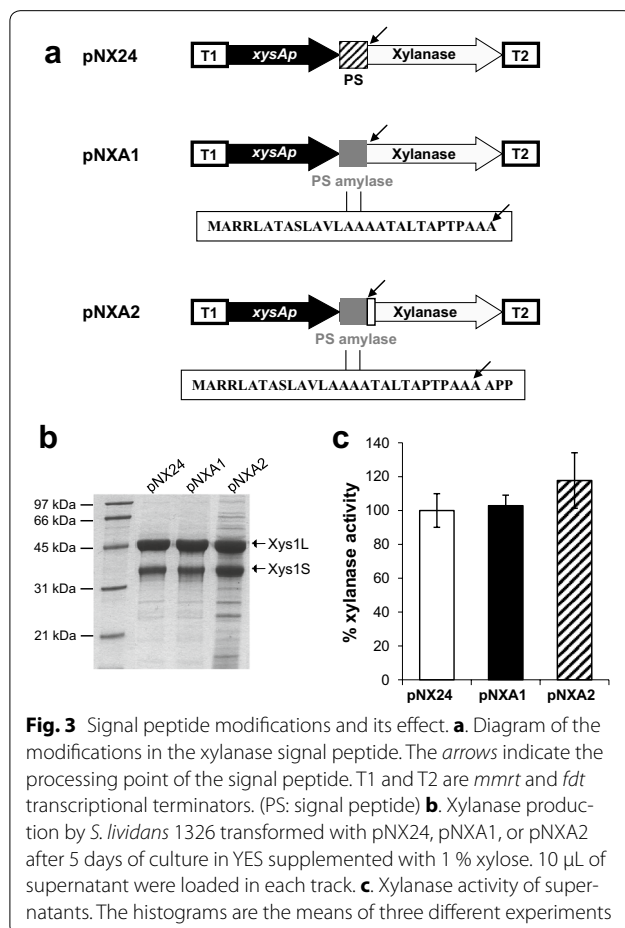 a
pNX24
T1 xysAp Xylanase T2
PS
pNXA1
T1 xysAp Xylanase T2
PS amylase
MARRLATASLAVLAAAATALTAPTPAAA
pNXA2
T1 xysAp Xylanase T2
PS amylase
MARRLATASLAVLAAAATALTAPTPAAA APP
b
pNX24 pNXA1 pNXA2
97 kDa
66 kDa
45 kDa
31 kDa
21 kDa
Xys1L
Xys1S
c
% xylanase activity
140
120
100
80
60
40
20
0
pNX24 pNXA1 pNXA2
Fig. 3 Signal peptide modifications and its effect. a. Diagram of the
modifications in the xylanase signal peptide. The arrows indicate the
processing point of the signal peptide. T1 and T2 are mmrt and fdt
transcriptional terminators. (PS: signal peptide) b. Xylanase produc-
tion by S. lividans 1326 transformed with pNX24, pNXA1, or pNXA2
after 5 days of culture in YES supplemented with 1 % xylose. 10 µL of
supernatant were loaded in each track. c. Xylanase activity of super-
natants. The histograms are the means of three different experiments